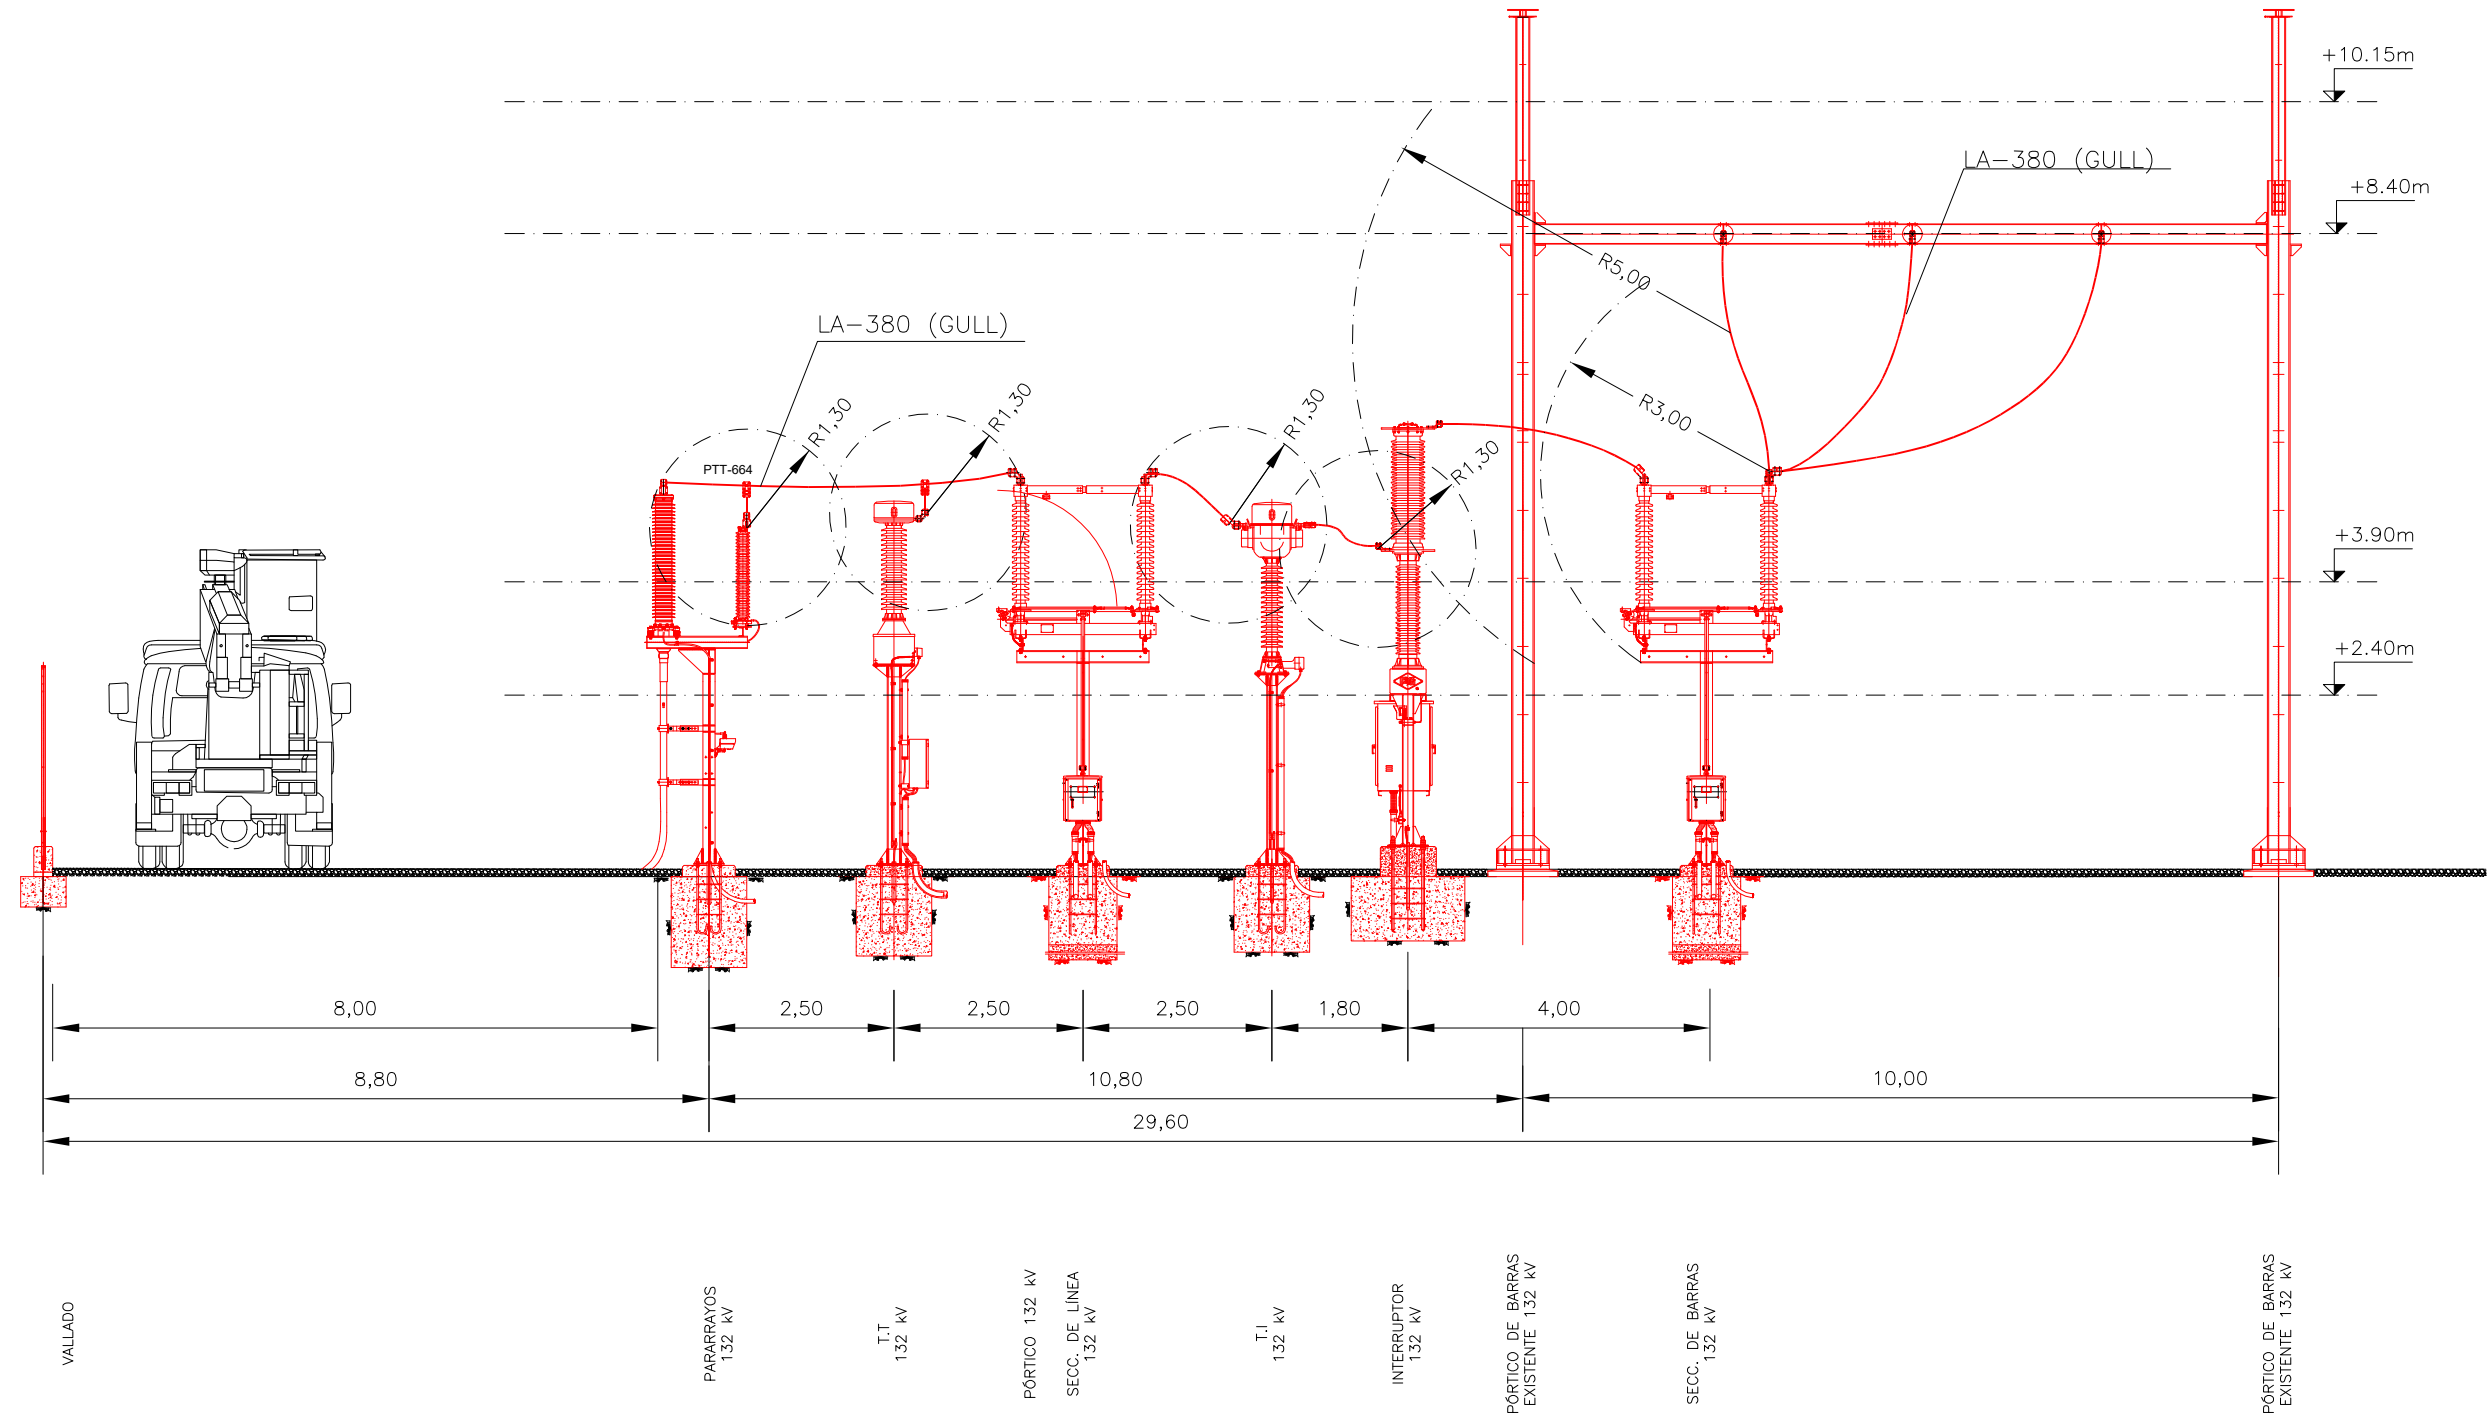 +10.15m
LA-380 (GULL)
+8.40m
R5,00
LA-380 (GULL)
R1,30
R1,30
R1,30
R3,00
R1,30
PTT-664
+3.90m
+2.40m
8,00
2,50
2,50
2,50
1,80
4,00
8,80
10,80
10,00
29,60
VALLADO
PARARRAYOS
132 kV
T.T
132 kV
PÓRTICO 132 kV
SECC. DE LÍNEA
132 kV
T.I
132 kV
INTERRUPTOR
132 kV
PÓRTICO DE BARRAS
EXISTENTE 132 kV
SECC. DE BARRAS
132 kV
PÓRTICO DE BARRAS
EXISTENTE 132 kV